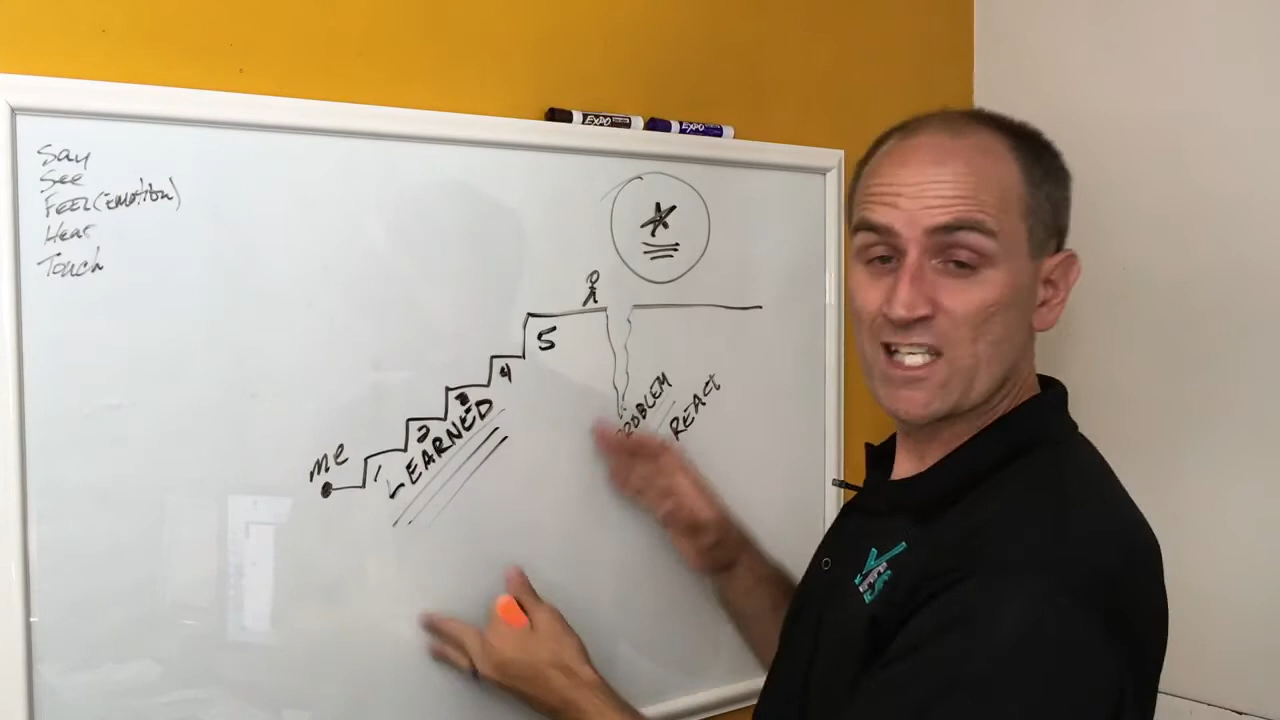 Say
See
FEEL (EMOTION)
Hear
Touch
EXPO
EXPO
5
4
3
2
1
me
LEARNED
PROBLEM
REACT